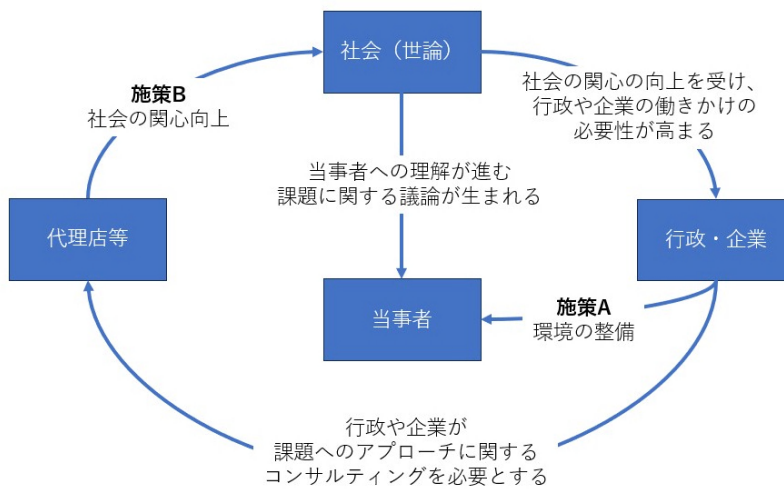 社会（世論）
施策B
社会の関心向上
社会の関心の向上を受け、
行政や企業の働きかけの
必要性が高まる
当事者への理解が進む
課題に関する議論が生まれる
代理店等
行政・企業
当事者
施策A
環境の整備
行政や企業が
課題へのアプローチに関する
コンサルティングを必要とする